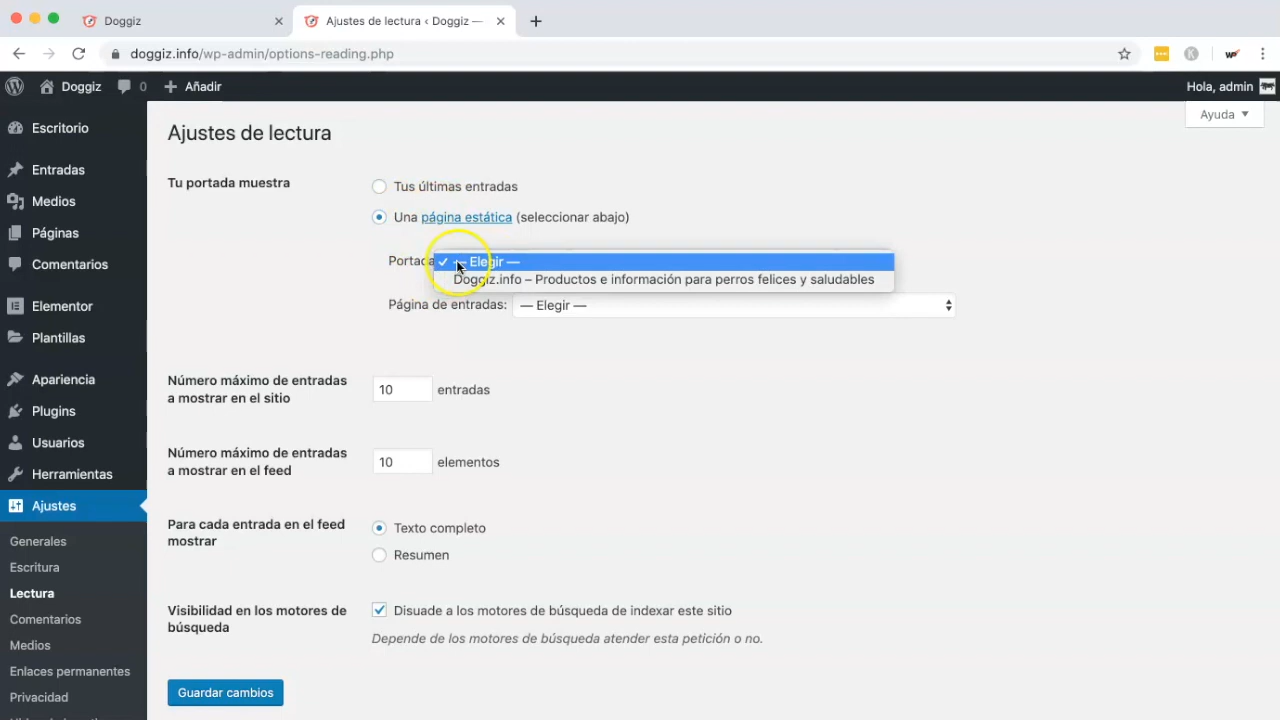 Doggiz
Ajustes de lectura ‹ Doggiz —
doggiz.info/wp-admin/options-reading.php
Doggiz
0
Añadir
Hola, admin
Ayuda
Escritorio
Entradas
Medios
Páginas
Comentarios
Elementor
Plantillas
Apariencia
Plugins
Usuarios
Herramientas
Ajustes
Generales
Escritura
Lectura
Comentarios
Medios
Enlaces permanentes
Privacidad
Ajustes de lectura
Tu portada muestra
Tus últimas entradas
Una página estática (seleccionar abajo)
Portada
— Elegir —
Doggiz.info – Productos e información para perros felices y saludables
Página de entradas: — Elegir —
Número máximo de entradas
a mostrar en el sitio
10 entradas
Número máximo de entradas
a mostrar en el feed
10 elementos
Para cada entrada en el feed
mostrar
Texto completo
Resumen
Visibilidad en los motores de
búsqueda
Disuade a los motores de búsqueda de indexar este sitio
Depende de los motores de búsqueda atender esta petición o no.
Guardar cambios